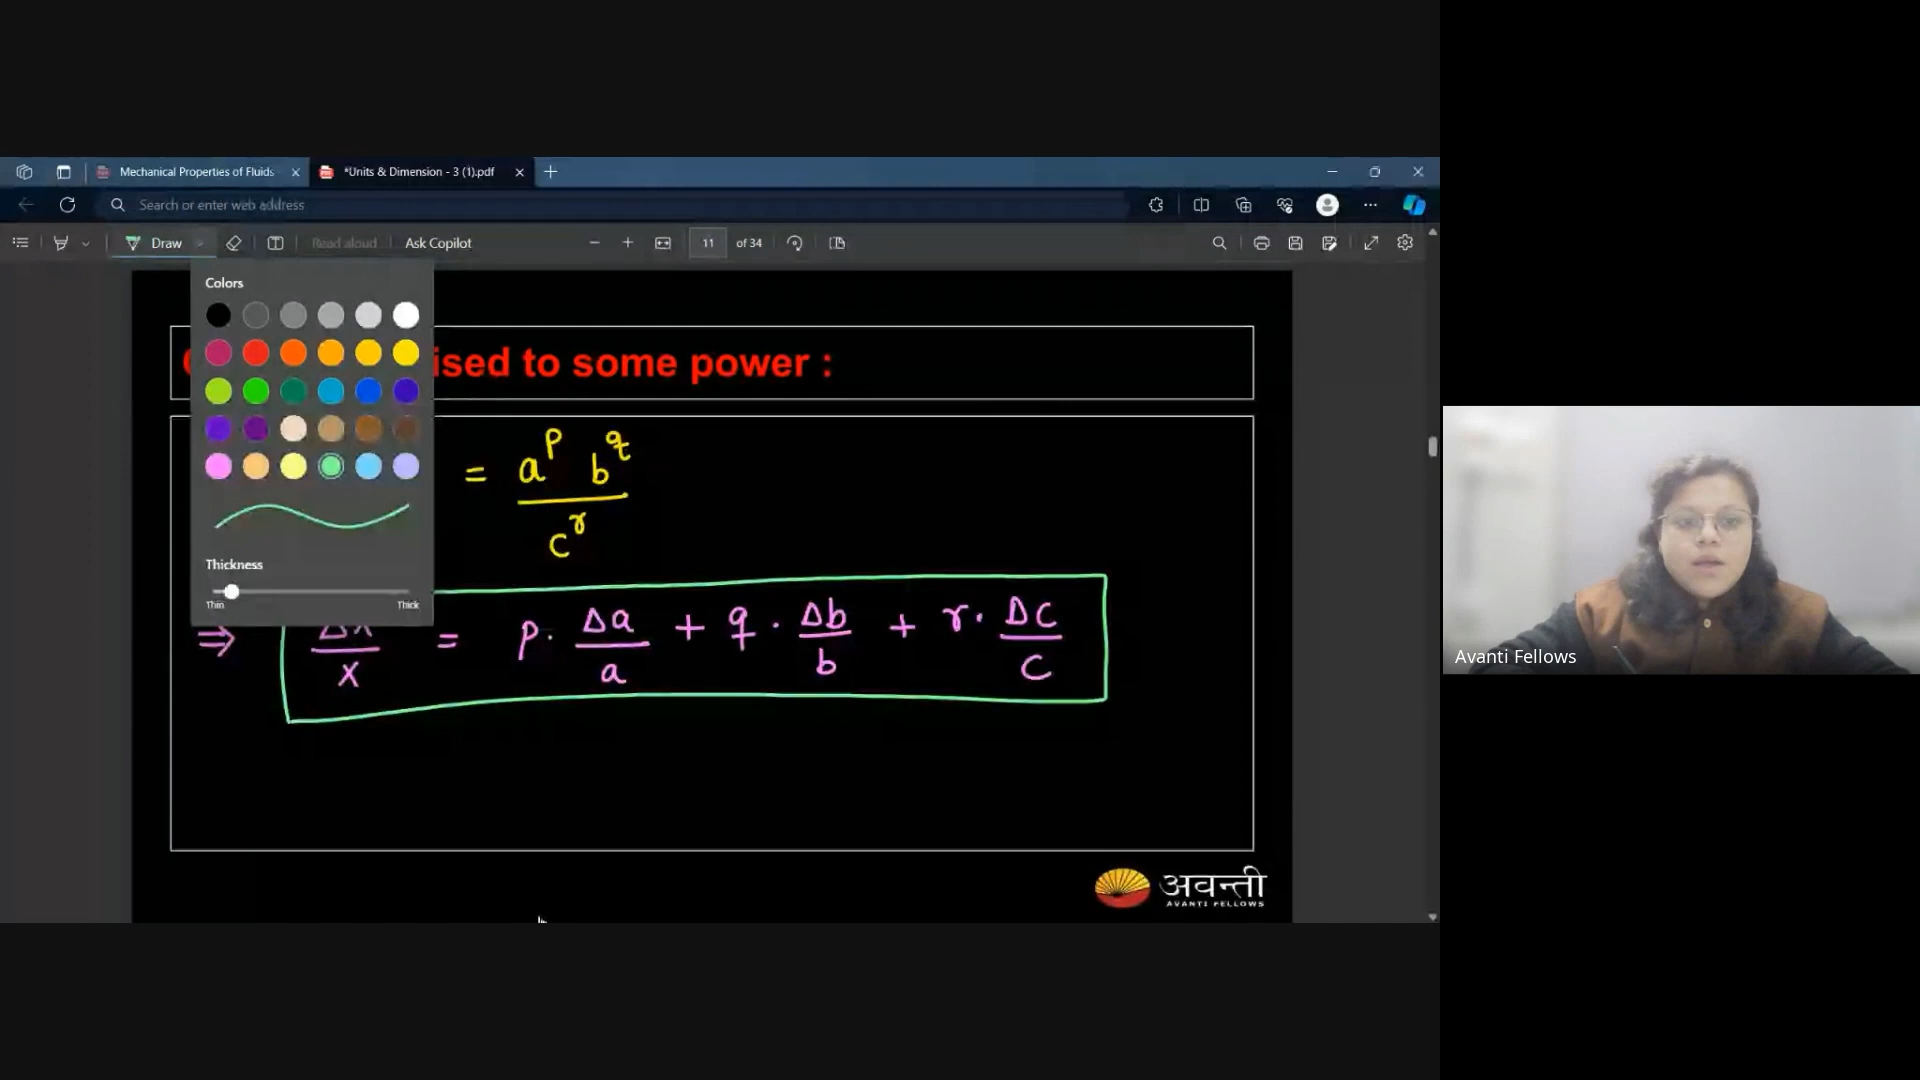 Mechanical Properties of Fluids
*Units & Dimension - 3 (1).pdf
Search or enter web address
Draw
Read aloud
Ask Copilot
11 of 34
Colors
ised to some power :
= a^p b^q
c^r
Thickness
Thin Thick
⇒ Δx/x = p. Δa/a + q . Δb/b + r. Δc/c
अवन्ती
AVANTI FELLOWS
Avanti Fellows